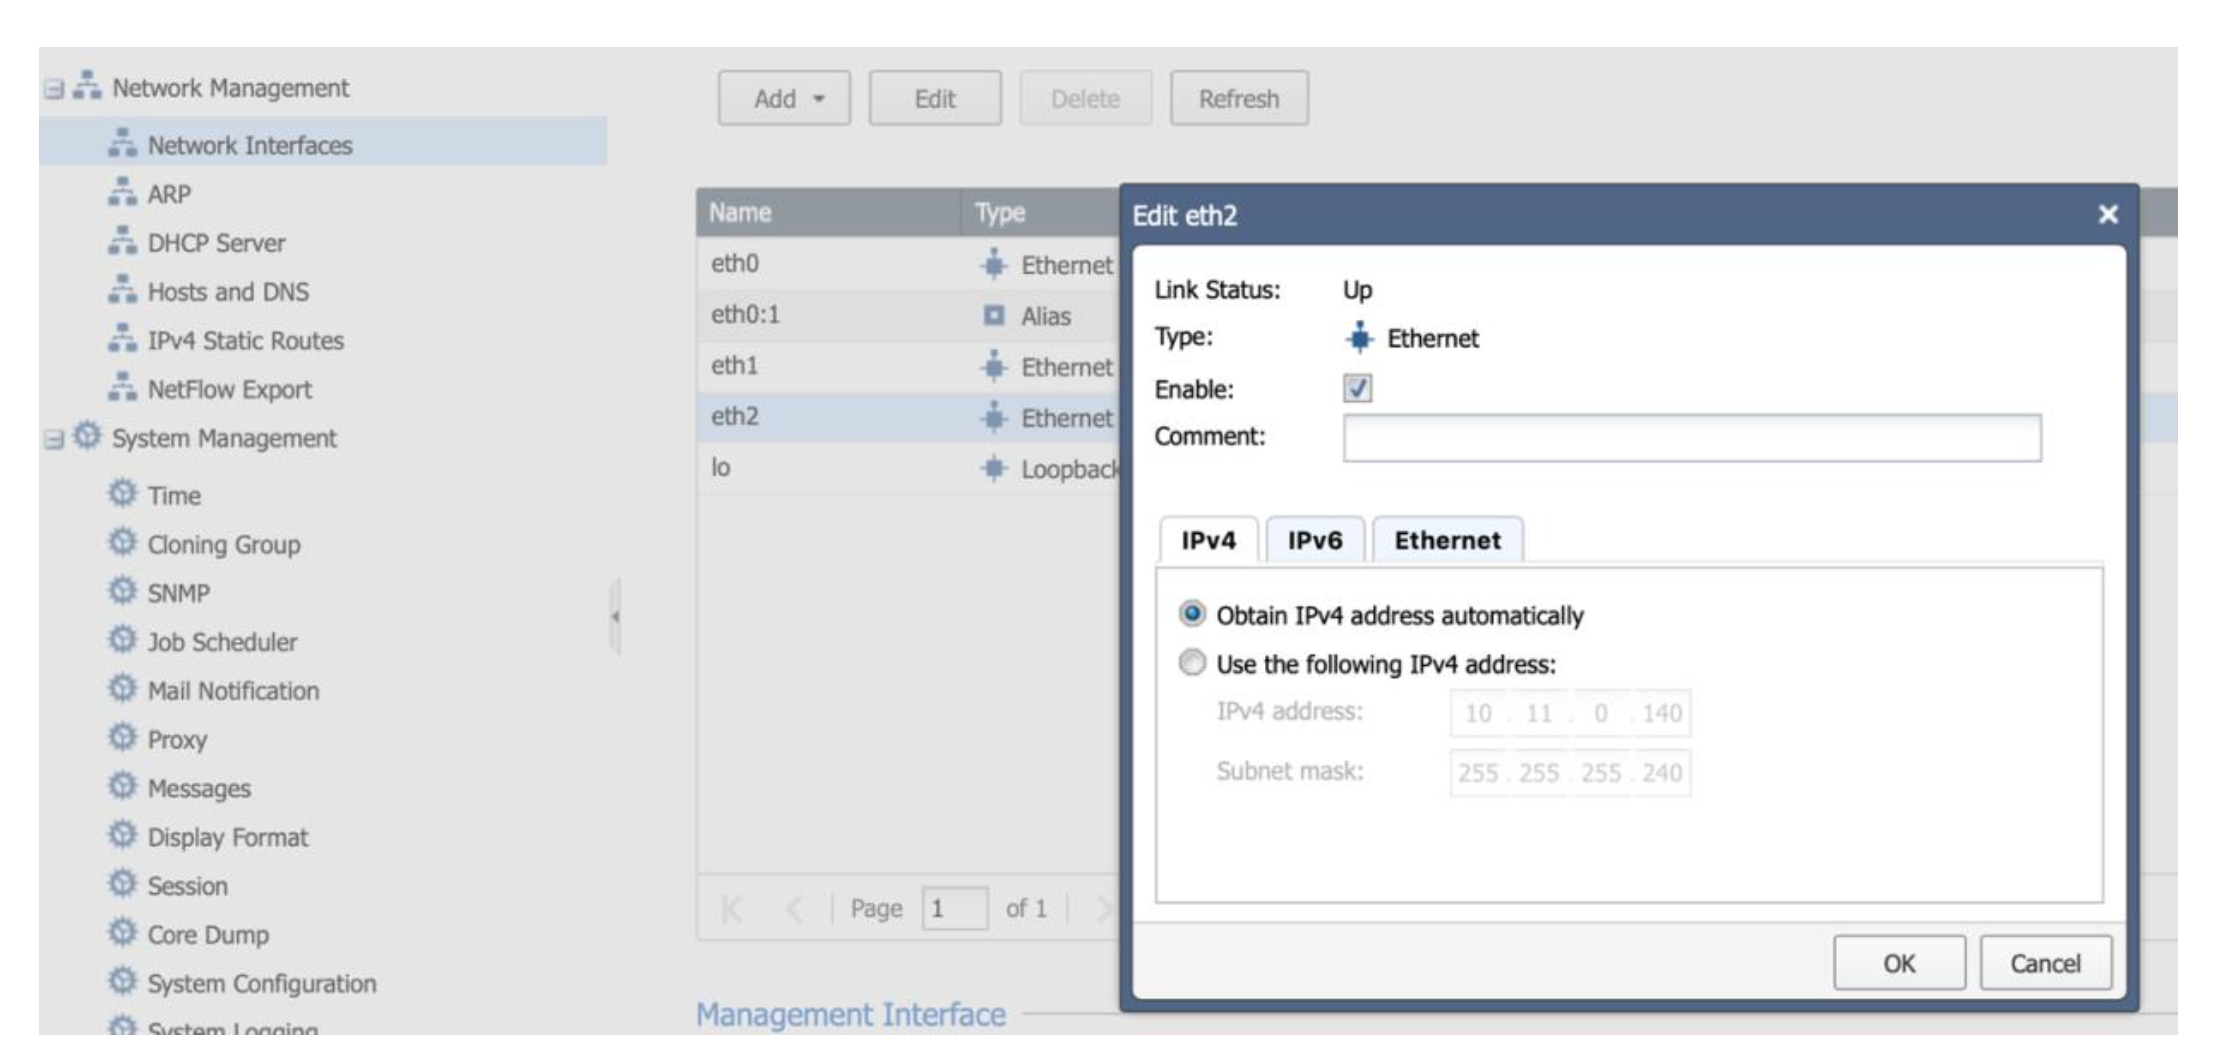 Network Management
Network Interfaces
ARP
DHCP Server
Hosts and DNS
IPv4 Static Routes
NetFlow Export
System Management
Time
Cloning Group
SNMP
Job Scheduler
Mail Notification
Proxy
Messages
Display Format
Session
Core Dump
System Configuration
System Logging
Add Edit Delete Refresh
Name Type
eth0 Ethernet
eth0:1 Alias
eth1 Ethernet
eth2 Ethernet
lo Loopback
Page 1 of 1
Management Interface
Edit eth2
Link Status: Up
Type: Ethernet
Enable:
Comment:
IPv4 IPv6 Ethernet
Obtain IPv4 address automatically
Use the following IPv4 address:
IPv4 address: 10 . 11 . 0 . 140
Subnet mask: 255 . 255 . 255 . 240
OK Cancel